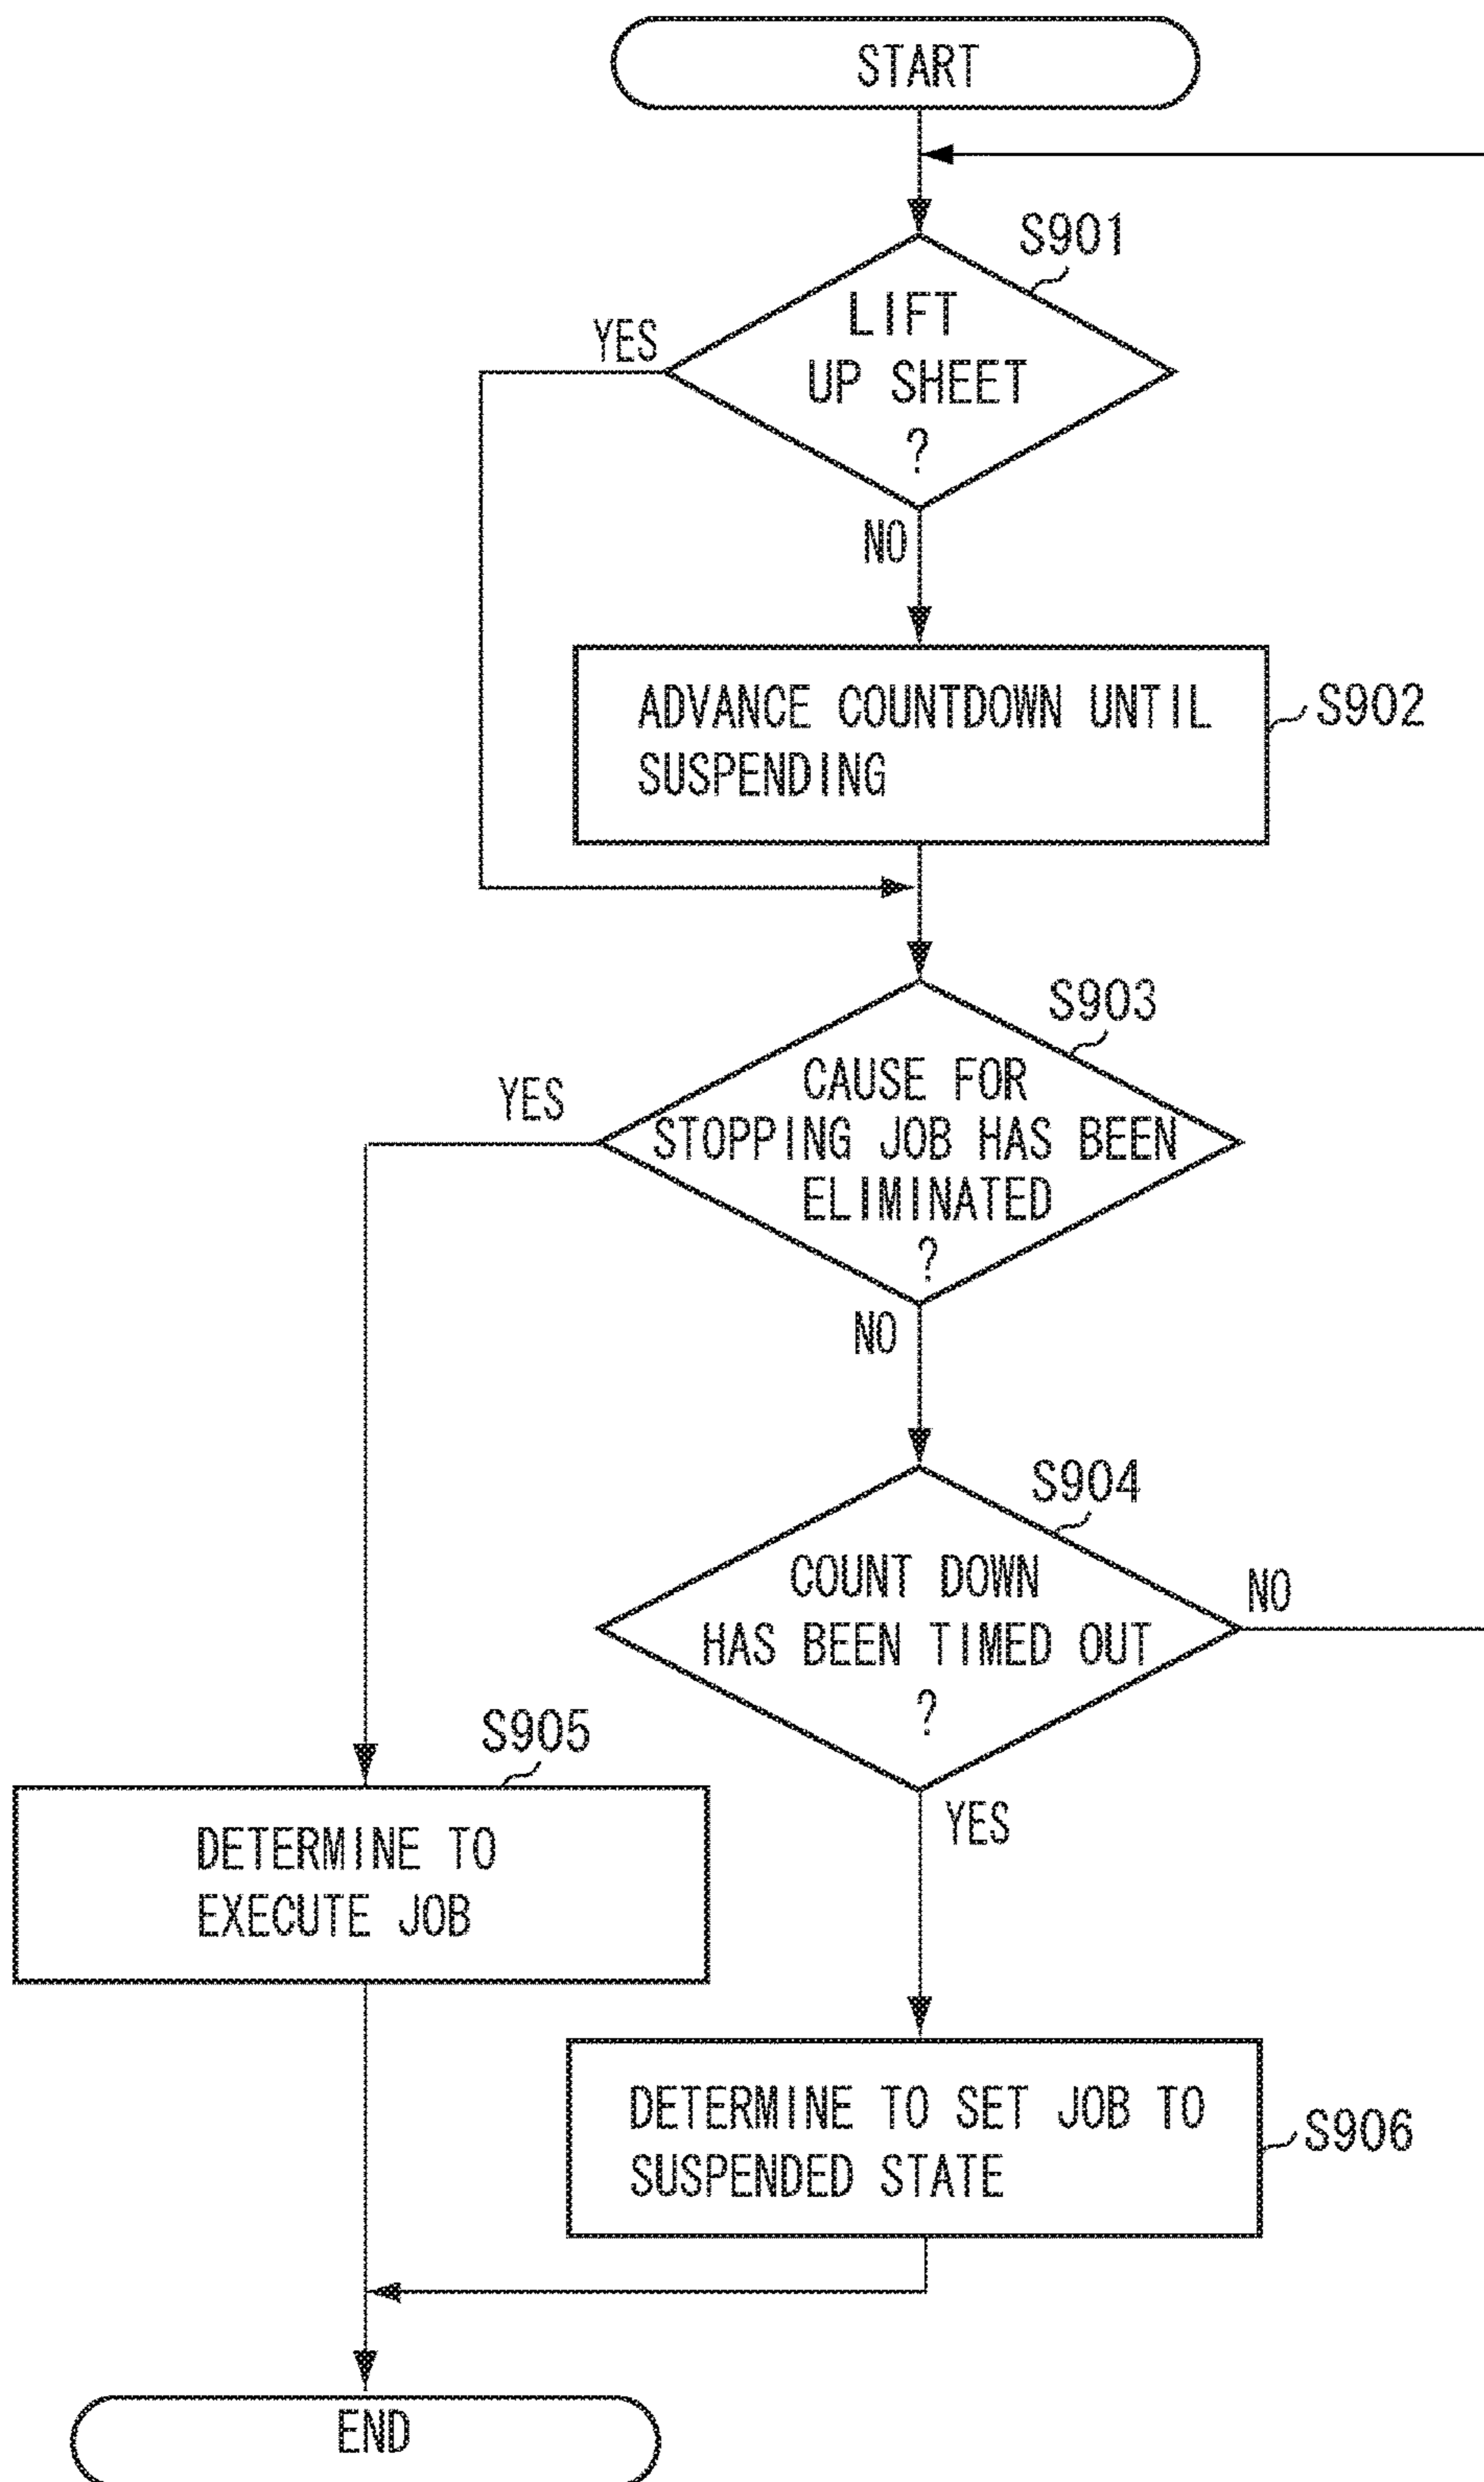 START
S901
LIFT
UP SHEET
?
YES
NO
ADVANCE COUNTDOWN UNTIL
SUSPENDING
S902
S903
CAUSE FOR
STOPPING JOB HAS BEEN
ELIMINATED
?
YES
NO
S904
COUNT DOWN
HAS BEEN TIMED OUT
?
NO
YES
S905
DETERMINE TO
EXECUTE JOB
DETERMINE TO SET JOB TO
SUSPENDED STATE
S906
END